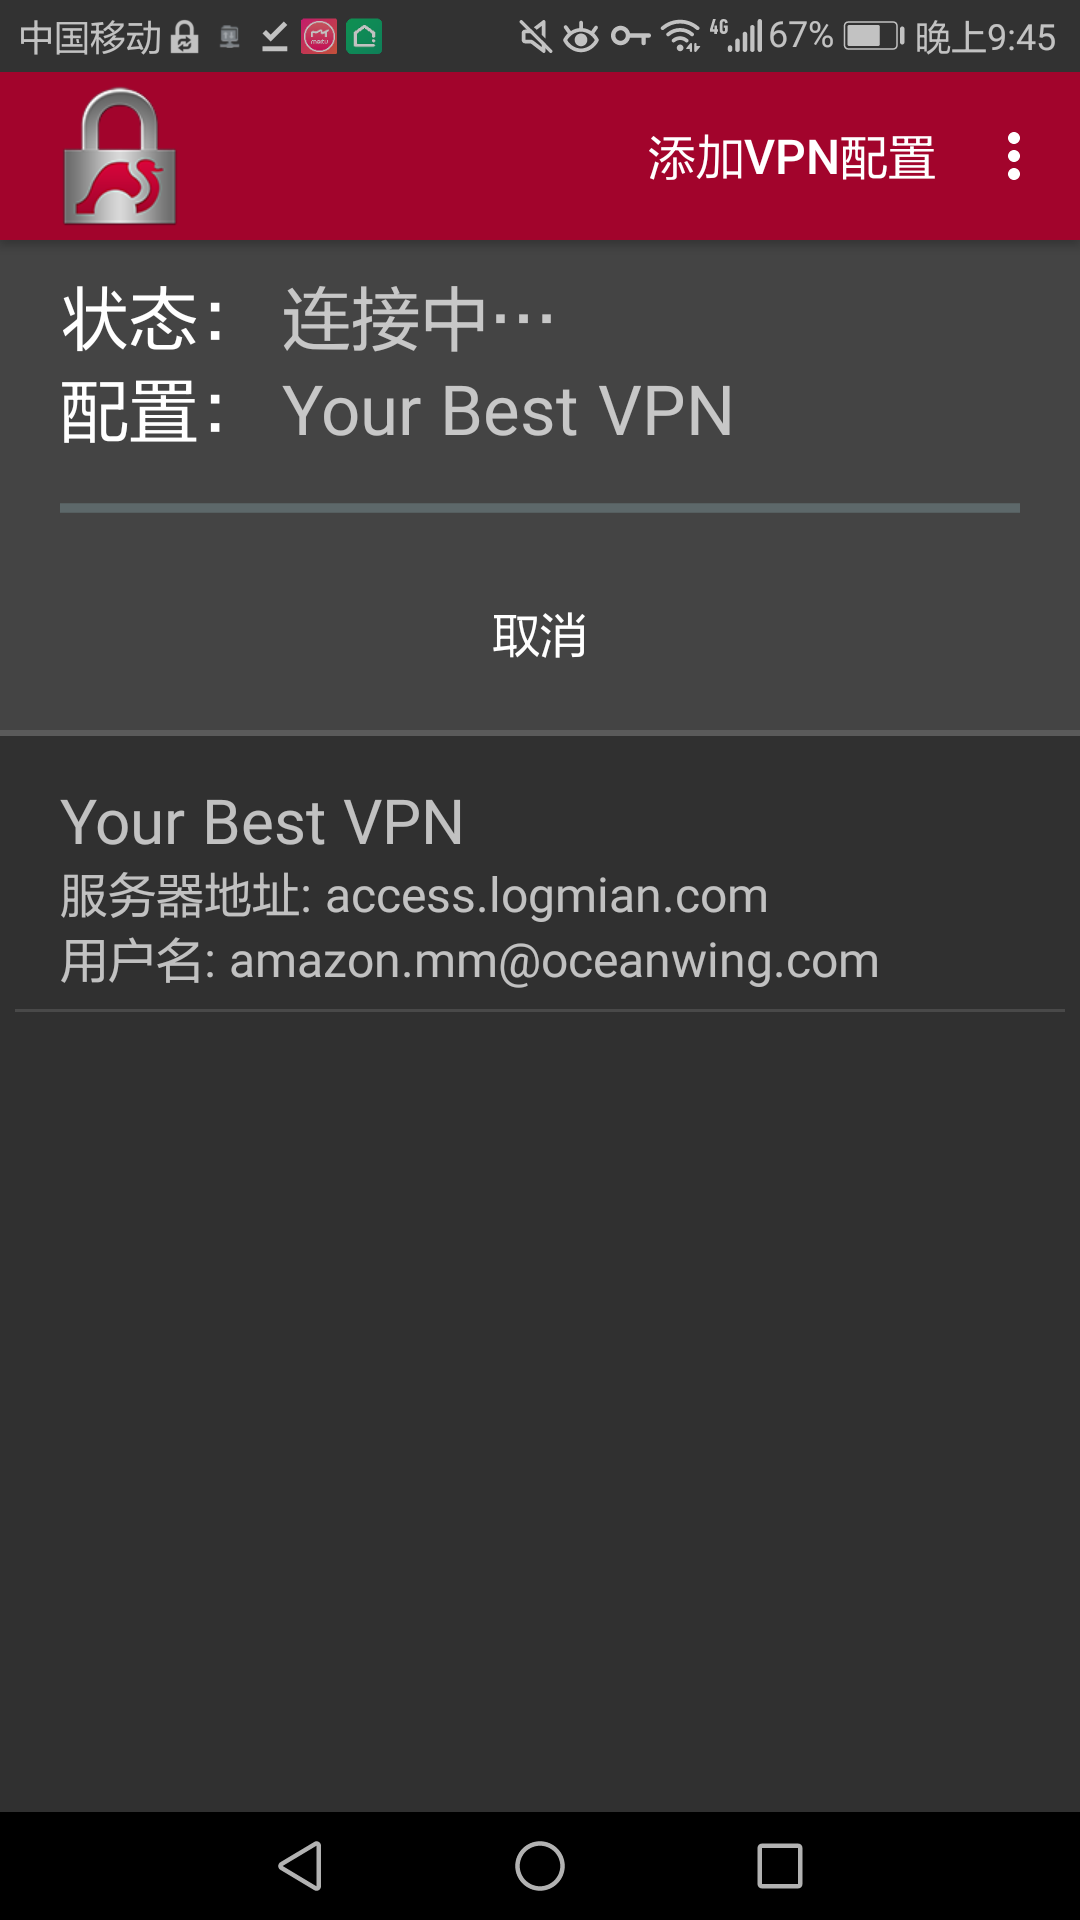 中国移动 4G 67% 晚上9:45
添加VPN配置
状态： 连接中…
配置： Your Best VPN
取消
Your Best VPN
服务器地址: access.logmian.com
用户名: amazon.mm@oceanwing.com